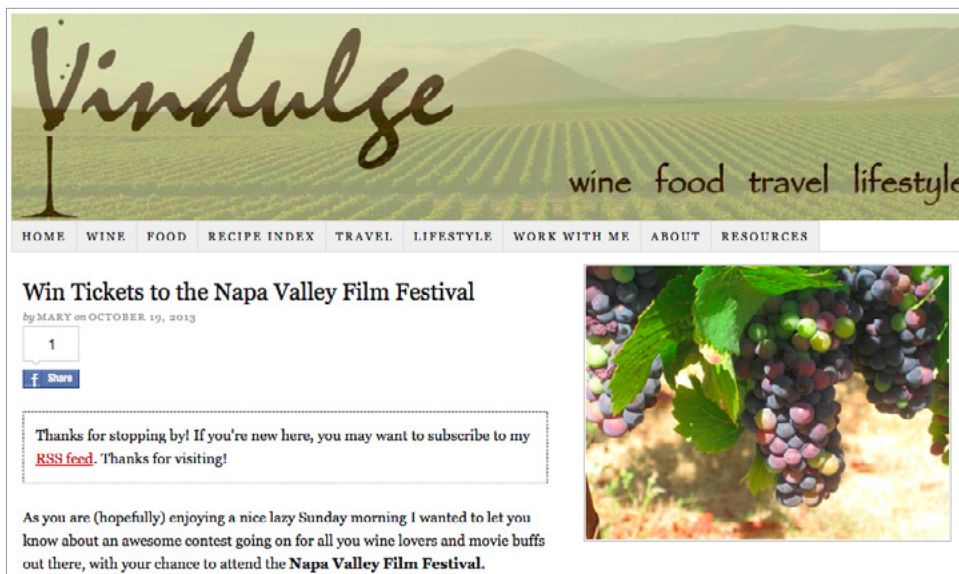 Vindulge
wine food travel lifestyle
HOME WINE FOOD RECIPE INDEX TRAVEL LIFESTYLE WORK WITH ME ABOUT RESOURCES
Win Tickets to the Napa Valley Film Festival
by MARY on OCTOBER 19, 2013
1
f Share
Thanks for stopping by! If you're new here, you may want to subscribe to my
RSS feed. Thanks for visiting!
As you are (hopefully) enjoying a nice lazy Sunday morning I wanted to let you
know about an awesome contest going on for all you wine lovers and movie buffs
out there, with your chance to attend the Napa Valley Film Festival.